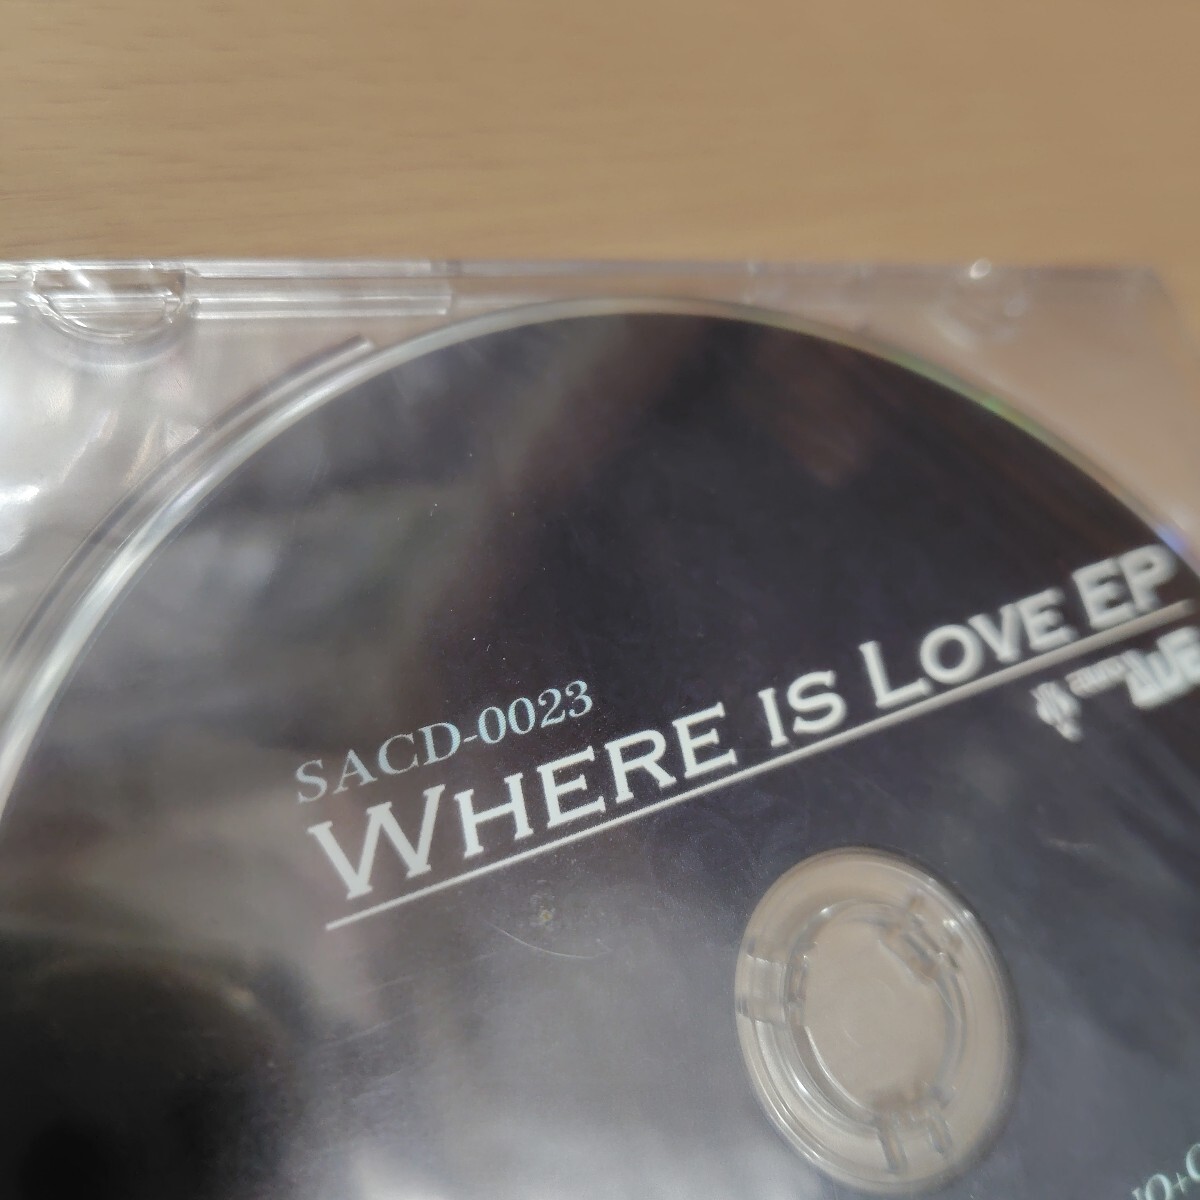 SACD-0023
WHERE IS LOVE EP